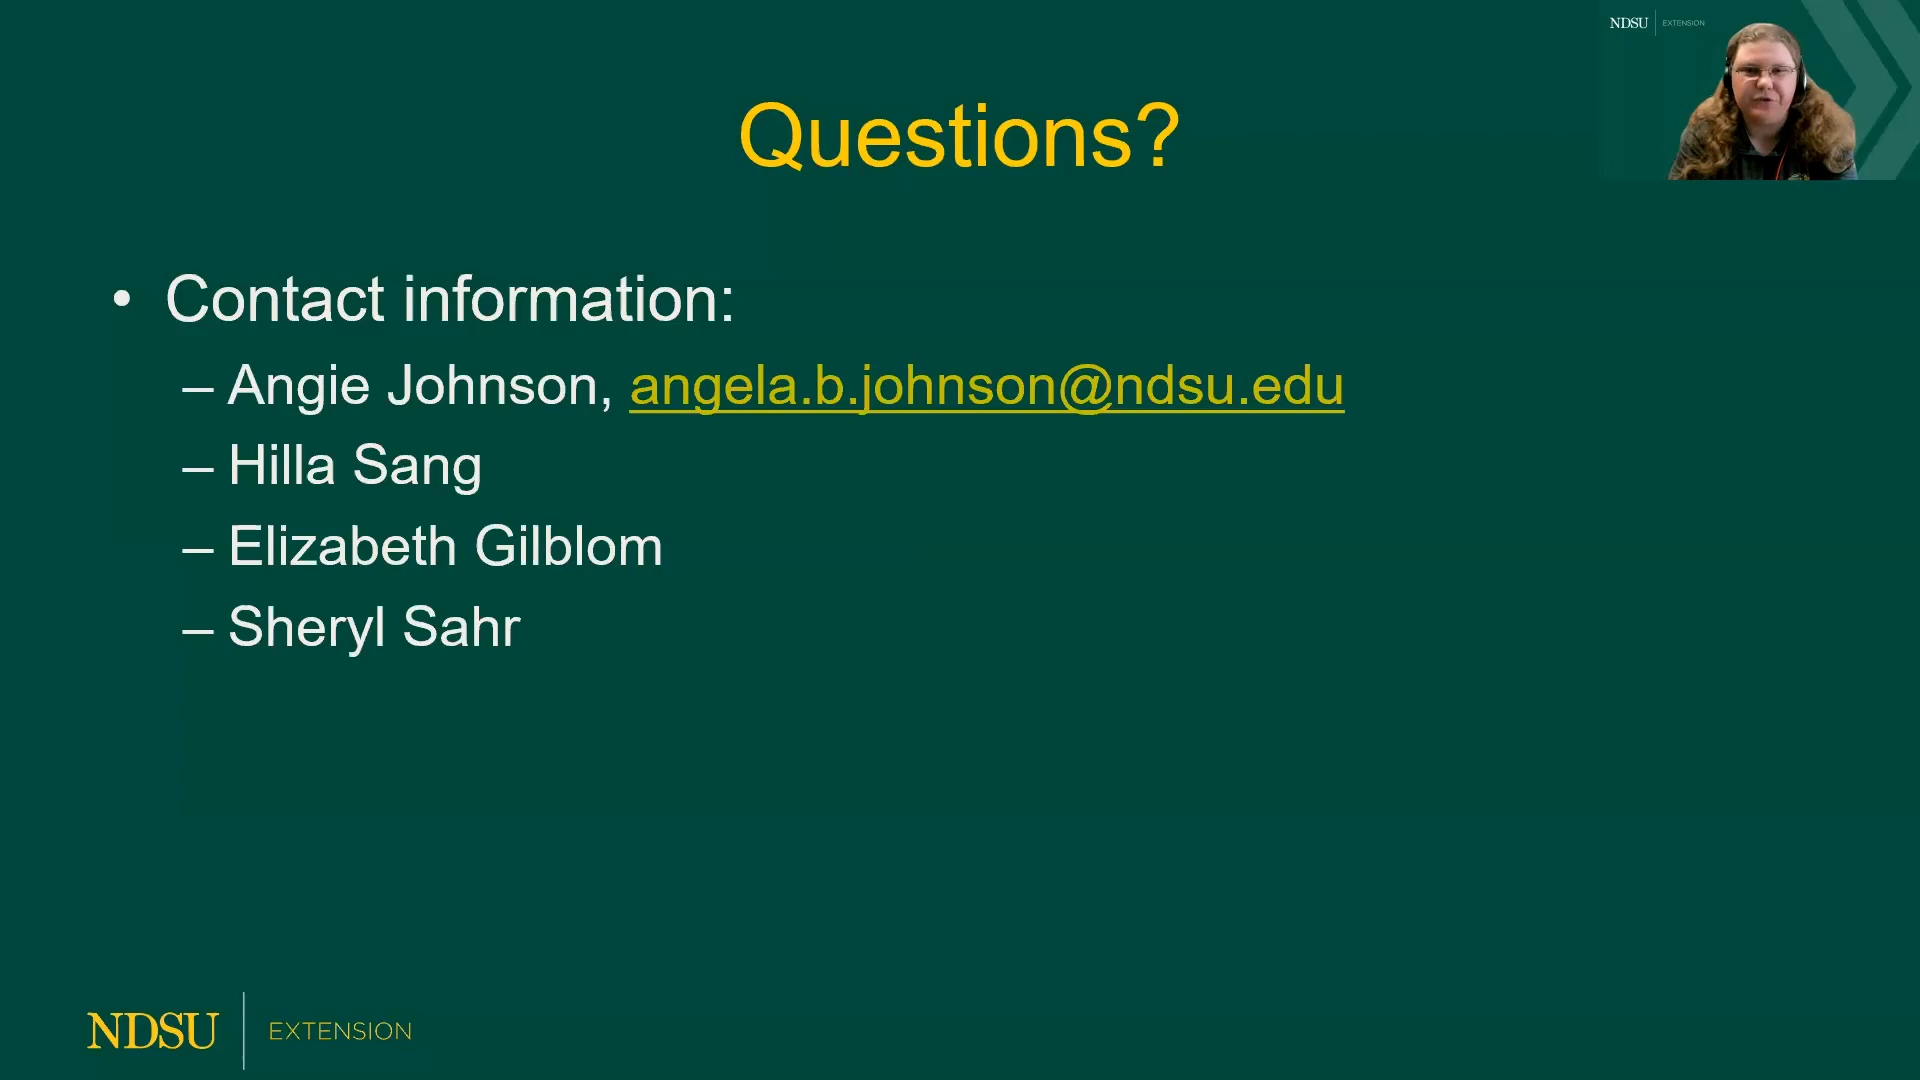 NDSU EXTENSION
Questions?
• Contact information:
– Angie Johnson, angela.b.johnson@ndsu.edu
– Hilla Sang
– Elizabeth Gilblom
– Sheryl Sahr
NDSU EXTENSION